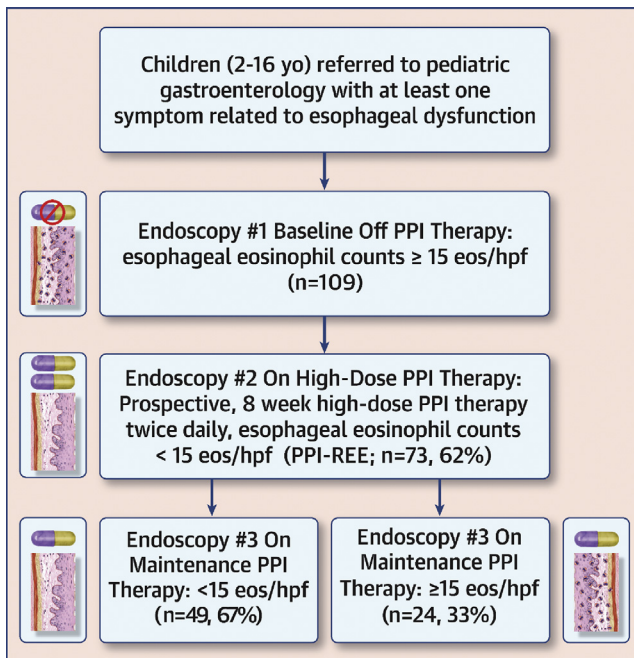 Children (2-16 yo) referred to pediatric
gastroenterology with at least one
symptom related to esophageal dysfunction
Endoscopy #1 Baseline Off PPI Therapy:
esophageal eosinophil counts ≥ 15 eos/hpf
(n=109)
Endoscopy #2 On High-Dose PPI Therapy:
Prospective, 8 week high-dose PPI therapy
twice daily, esophageal eosinophil counts
< 15 eos/hpf (PPI-REE; n=73, 62%)
Endoscopy #3 On
Maintenance PPI
Therapy: <15 eos/hpf
(n=49, 67%)
Endoscopy #3 On
Maintenance PPI
Therapy: ≥15 eos/hpf
(n=24, 33%)